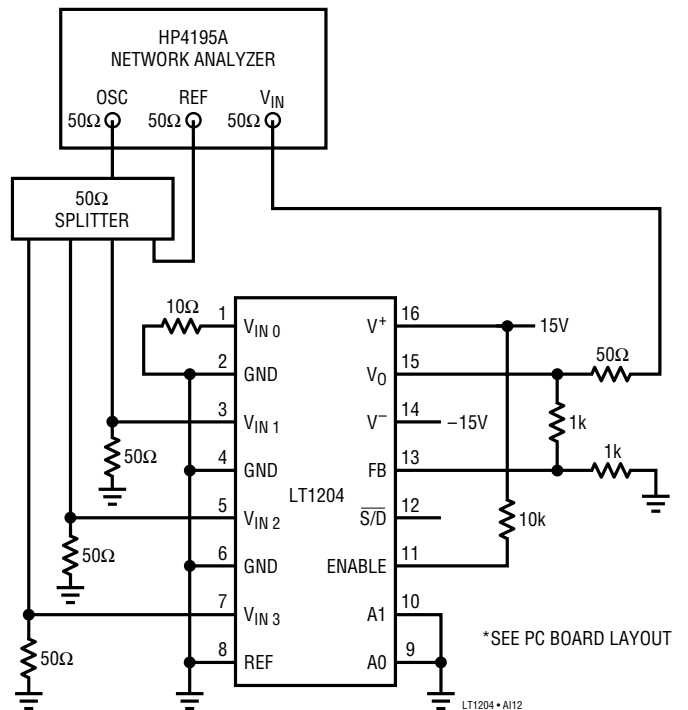 HP4195A
NETWORK ANALYZER
OSC
REF
VIN
50Ω
50Ω
50Ω
50Ω
SPLITTER
10Ω
1
VIN 0
2
GND
3
VIN 1
50Ω
4
GND
5
VIN 2
50Ω
6
GND
7
VIN 3
50Ω
8
REF
LT1204
16
V+
15V
15
VO
50Ω
14
V−
−15V
1k
13
FB
1k
12
S/D
10k
11
ENABLE
10
A1
9
A0
*SEE PC BOARD LAYOUT
LT1204 • AI12